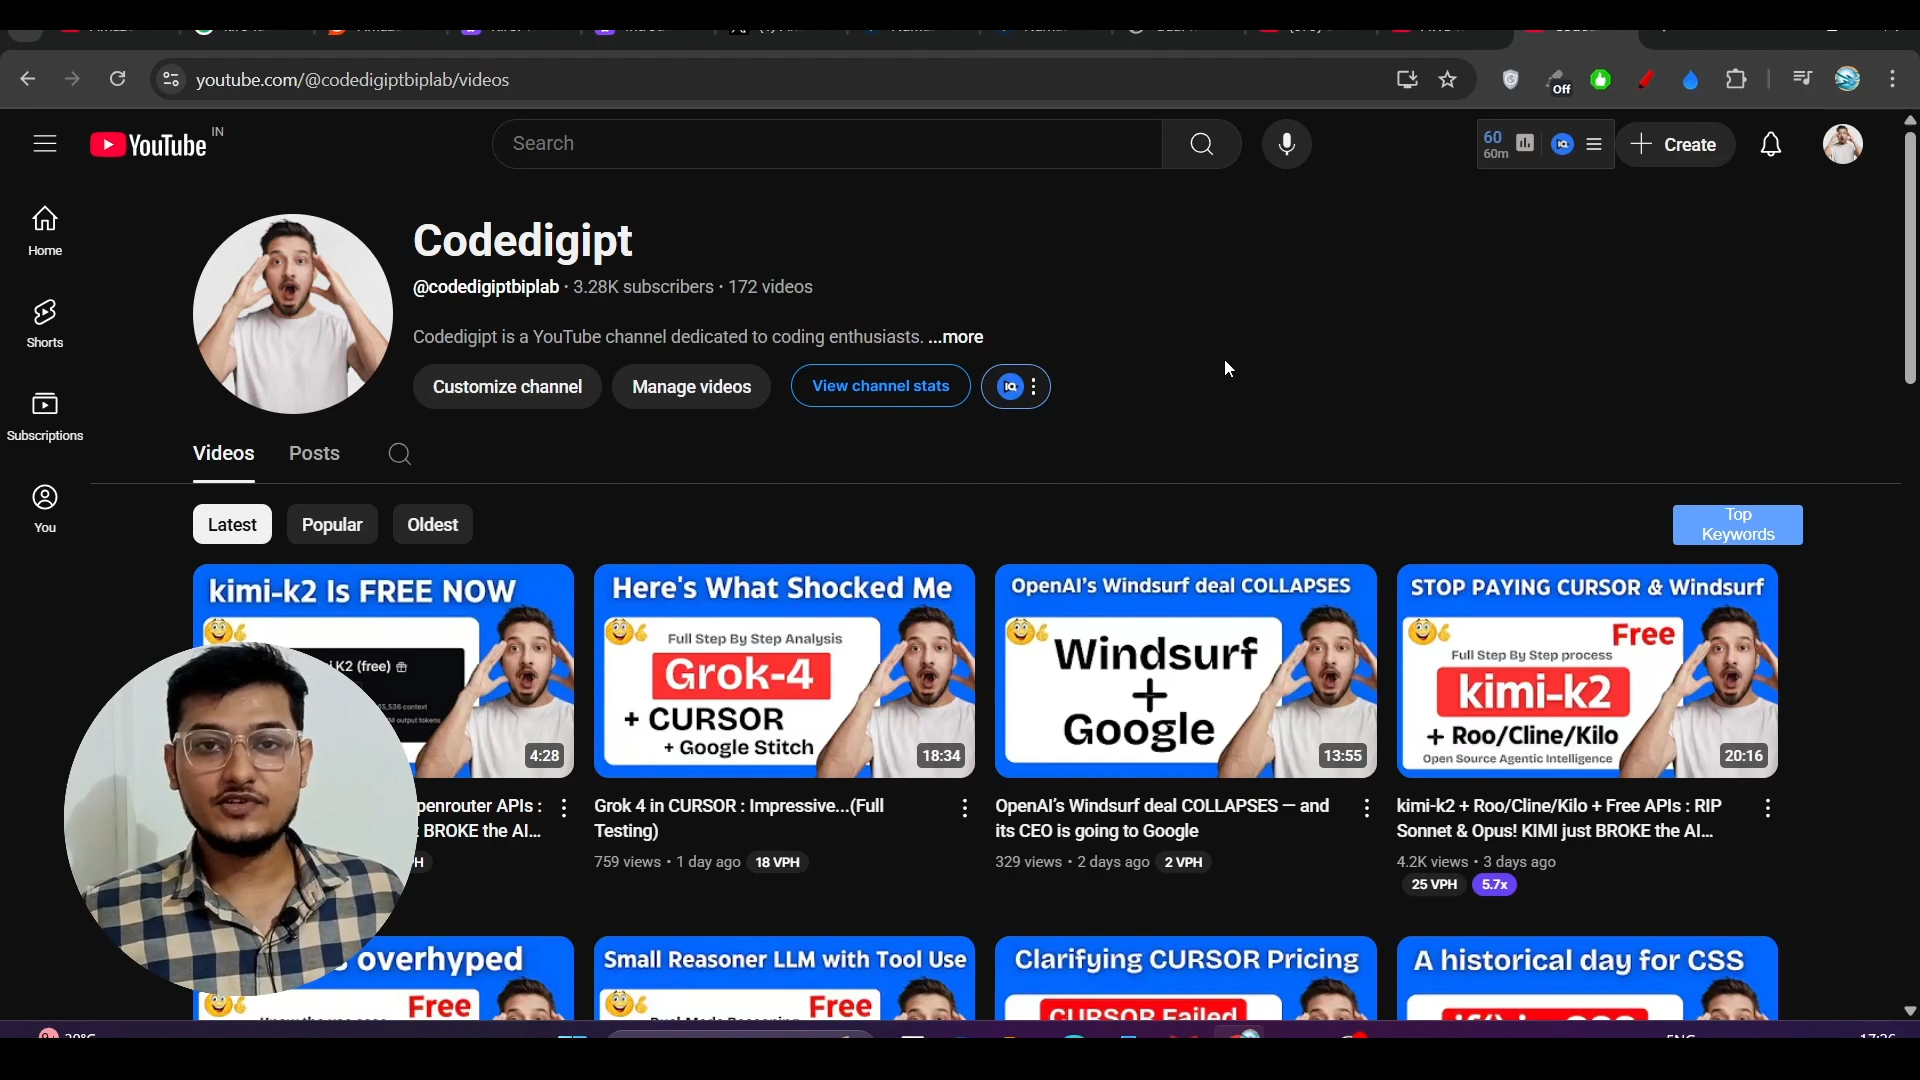 youtube.com/@codedigiptbiplab/videos
Off
YouTube IN
Search
60
60m
Create
Home
Shorts
Subscriptions
You
Codedigipt
@codedigiptbiplab · 3.28K subscribers · 172 videos
Codedigipt is a YouTube channel dedicated to coding enthusiasts. ...more
Customize channel
Manage videos
View channel stats
Videos
Posts
Latest
Popular
Oldest
Top
Keywords
kimi-k2 Is FREE NOW
K2 (free)
4:28
penrouter APIs :
BROKE the AI...
Here's What Shocked Me
Full Step By Step Analysis
Grok-4
+ CURSOR
+ Google Stitch
18:34
Grok 4 in CURSOR : Impressive...(Full
Testing)
759 views • 1 day ago 18 VPH
OpenAI's Windsurf deal COLLAPSES
Windsurf
+
Google
13:55
OpenAI's Windsurf deal COLLAPSES — and
its CEO is going to Google
329 views • 2 days ago 2 VPH
STOP PAYING CURSOR & Windsurf
Free
Full Step By Step process
kimi-k2
+ Roo/Cline/Kilo
Open Source Agentic Intelligence
20:16
kimi-k2 + Roo/Cline/Kilo + Free APIs : RIP
Sonnet & Opus! KIMI just BROKE the AI...
4.2K views • 3 days ago
25 VPH 5.7x
overhyped
Free
Small Reasoner LLM with Tool Use
Free
Clarifying CURSOR Pricing
CURSOR Failed
A historical day for CSS